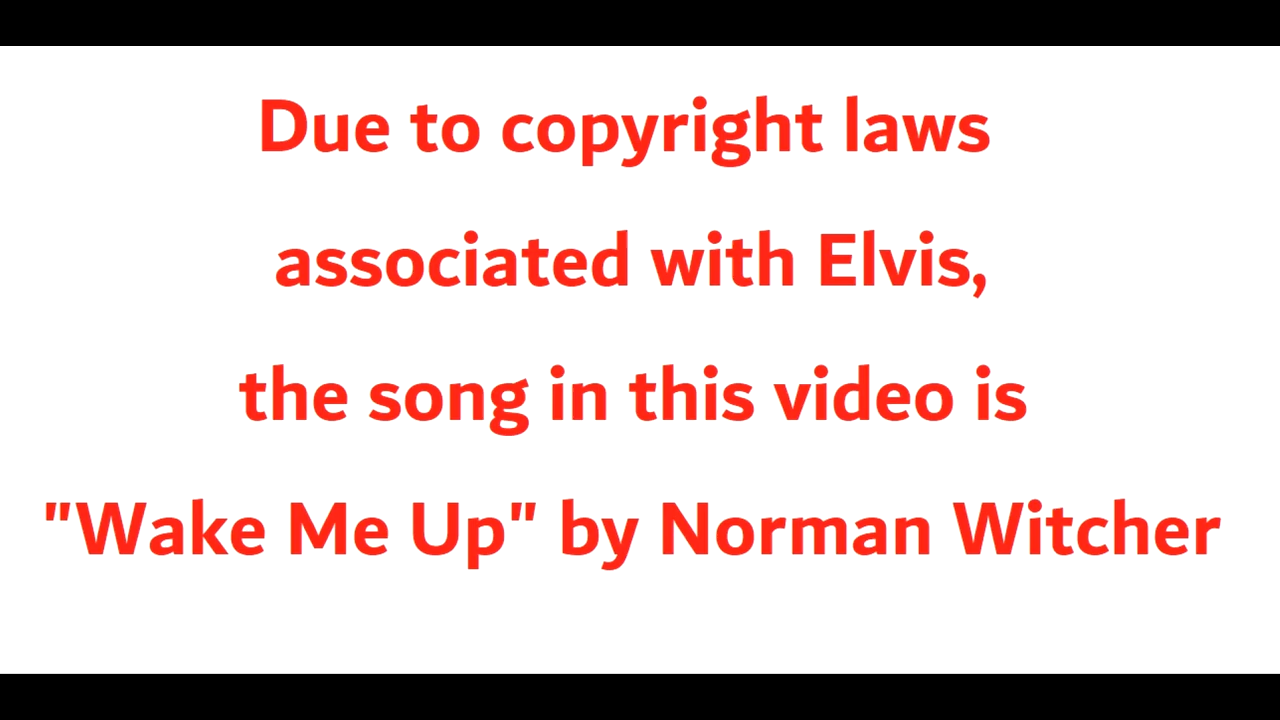 Due to copyright laws
associated with Elvis,
the song in this video is
"Wake Me Up" by Norman Witcher